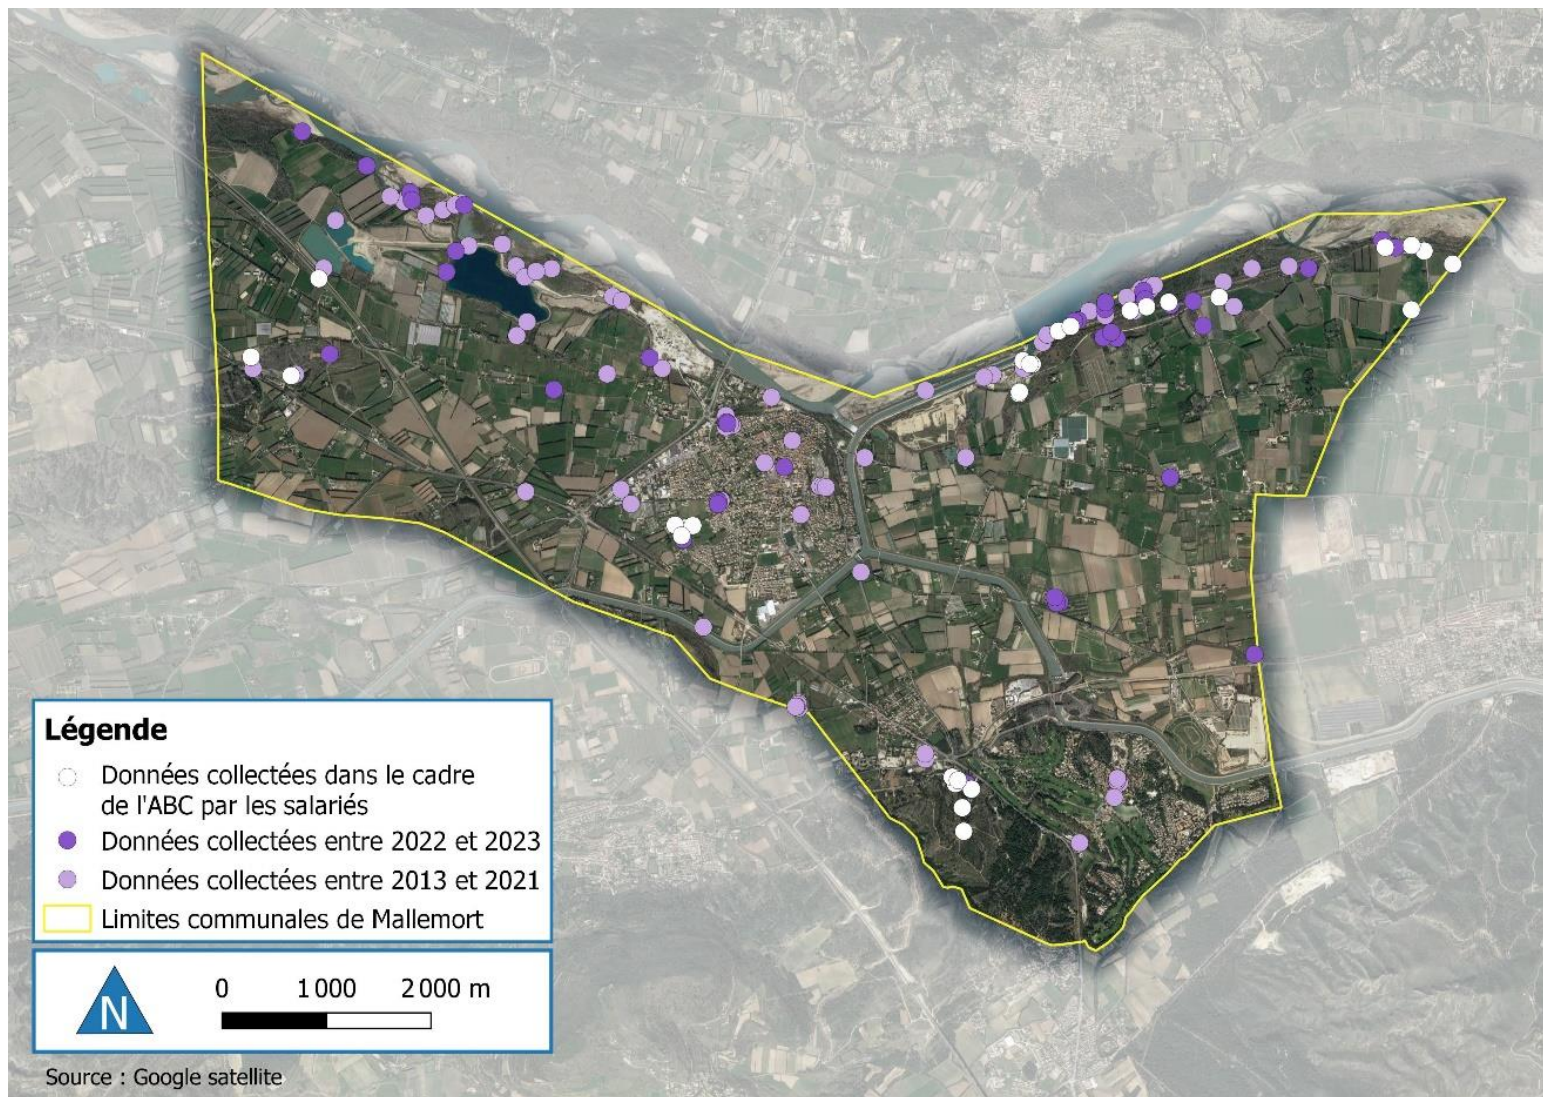 Légende
Données collectées dans le cadre
de l'ABC par les salariés
Données collectées entre 2022 et 2023
Données collectées entre 2013 et 2021
Limites communales de Mallemort
N
0 1 000 2 000 m
Source : Google satellite